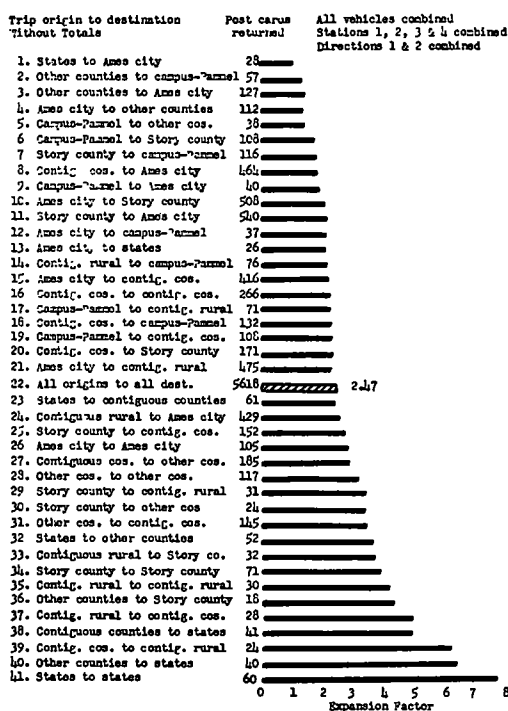 Trip origin to destination Post carus All vehicles combined
Without Totals returned Stations 1, 2, 3 & 4 combined
Directions 1 & 2 combined
1. States to Ames city 28
2. Other counties to campus-Pammel 57
3. Other counties to Ames city 127
4. Ames city to other counties 112
5. Campus-Pammel to other cos. 38
6 Campus-Pammel to Story county 108
7 Story county to campus-Pammel 116
8. Contig cos. to Ames city 464
9. Campus-Pammel to Ames city 40
10. Ames city to Story county 508
11. Story county to Ames city 540
12. Ames city to campus-Pammel 37
13. Ames city to states 26
14. Contig. rural to campus-Pammel 76
15. Ames city to contig. cos. 416
16 Contig. cos. to contig. cos. 266
17. Campus-Pammel to contig. rural 71
18. Contig. cos. to campus-Pammel 132
19. Campus-Pammel to contig. cos. 108
20. Contig. cos. to Story county 171
21. Ames city to contig. rural 475
22. All origins to all dest. 5618 2.47
23 States to contiguous counties 61
24. Contiguous rural to Ames city 429
25. Story county to contig. cos. 152
26 Ames city to Ames city 105
27. Contiguous cos. to other cos. 185
28. Other cos. to other cos. 117
29 Story county to contig. rural 31
30. Story county to other cos 24
31. Other cos. to contig. cos. 145
32 States to other counties 52
33. Contiguous rural to Story co. 32
34. Story county to Story county 71
35. Contig. rural to contig. rural 30
36. Other counties to Story county 18
37. Contig. rural to contig. cos. 28
38. Contiguous counties to states 41
39. Contig. cos. to contig. rural 24
40. Other counties to states 40
41. States to states 60
0 1 2 3 4 5 6 7 8
Expansion Factor